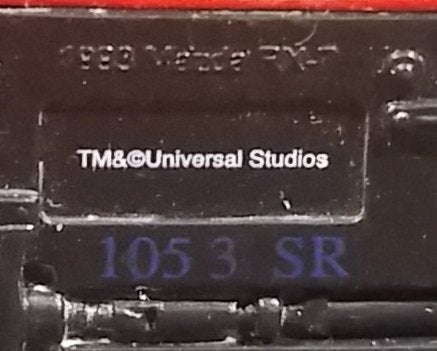 1993 Mazda RX-7
TM&©Universal Studios
105 3 SR